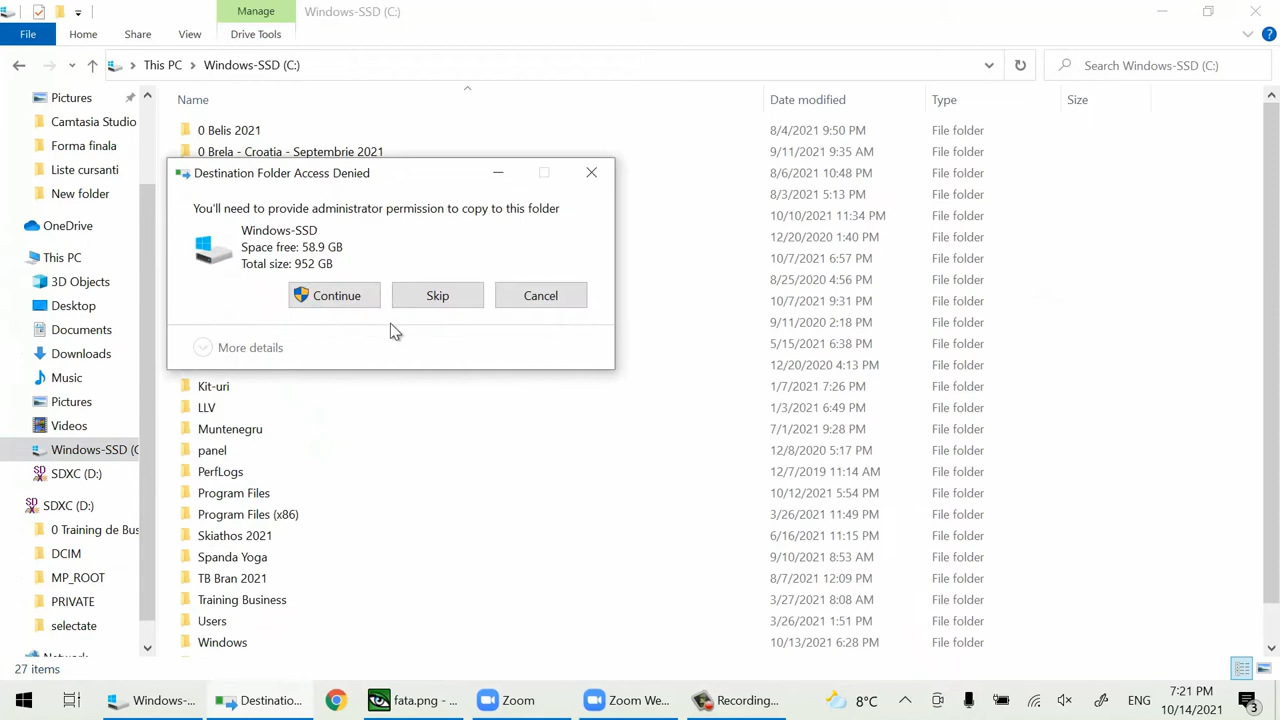 Manage
Windows-SSD (C:)
File
Home
Share
View
Drive Tools
This PC
Windows-SSD (C:)
Search Windows-SSD (C:)
Pictures
Camtasia Studio
Forma finala
Liste cursanti
New folder
OneDrive
This PC
3D Objects
Desktop
Documents
Downloads
Music
Pictures
Videos
Windows-SSD (C
SDXC (D:)
SDXC (D:)
0 Training de Bus
DCIM
MP_ROOT
PRIVATE
selectate
Network
Name Date modified Type Size
0 Belis 2021 8/4/2021 9:50 PM File folder
0 Brela - Croatia - Septembrie 2021 9/11/2021 9:35 AM File folder
8/6/2021 10:48 PM File folder
8/3/2021 5:13 PM File folder
10/10/2021 11:34 PM File folder
12/20/2020 1:40 PM File folder
10/7/2021 6:57 PM File folder
8/25/2020 4:56 PM File folder
10/7/2021 9:31 PM File folder
9/11/2020 2:18 PM File folder
5/15/2021 6:38 PM File folder
12/20/2020 4:13 PM File folder
Kit-uri 1/7/2021 7:26 PM File folder
LLV 1/3/2021 6:49 PM File folder
Muntenegru 7/1/2021 9:28 PM File folder
panel 12/8/2020 5:17 PM File folder
PerfLogs 12/7/2019 11:14 AM File folder
Program Files 10/12/2021 5:54 PM File folder
Program Files (x86) 3/26/2021 11:49 PM File folder
Skiathos 2021 6/16/2021 11:15 PM File folder
Spanda Yoga 9/10/2021 8:53 AM File folder
TB Bran 2021 8/7/2021 12:09 PM File folder
Training Business 3/27/2021 8:08 AM File folder
Users 3/26/2021 1:51 PM File folder
Windows 10/13/2021 6:28 PM File folder
Destination Folder Access Denied
You'll need to provide administrator permission to copy to this folder
Windows-SSD
Space free: 58.9 GB
Total size: 952 GB
Continue
Skip
Cancel
More details
27 items
Windows-...
Destinatio...
fata.png - ...
Zoom
Zoom We...
Recording...
8°C
ENG
7:21 PM
10/14/2021
3